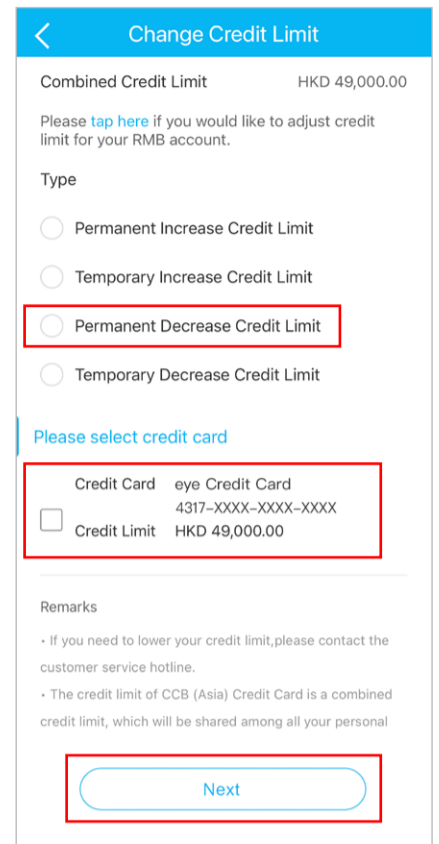 Change Credit Limit
Combined Credit Limit HKD 49,000.00
Please tap here if you would like to adjust credit
limit for your RMB account.
Type
Permanent Increase Credit Limit
Temporary Increase Credit Limit
Permanent Decrease Credit Limit
Temporary Decrease Credit Limit
Please select credit card
Credit Card eye Credit Card
4317-XXXX-XXXX-XXXX
Credit Limit HKD 49,000.00
Remarks
• If you need to lower your credit limit,please contact the
customer service hotline.
• The credit limit of CCB (Asia) Credit Card is a combined
credit limit, which will be shared among all your personal
Next